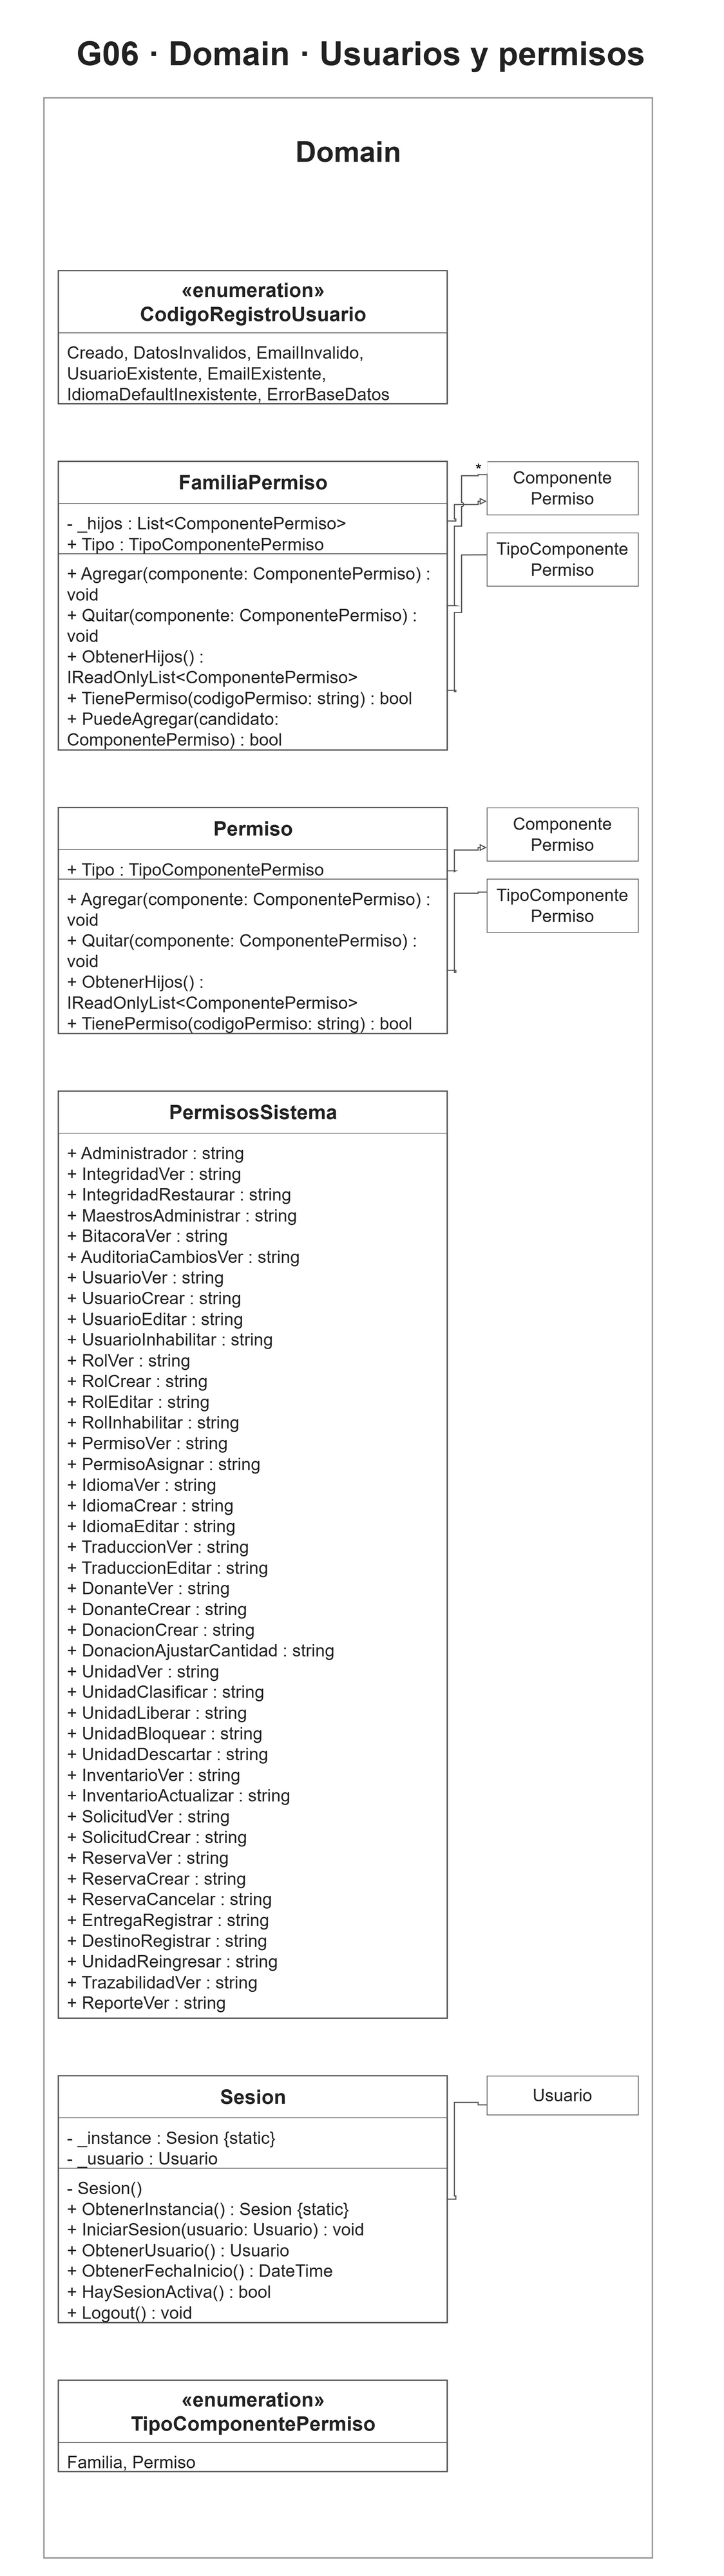 G06 · Domain · Usuarios y permisos
Domain
«enumeration»
CodigoRegistroUsuario
Creado, DatosInvalidos, EmailInvalido,
UsuarioExistente, EmailExistente,
IdiomaDefaultInexistente, ErrorBaseDatos
FamiliaPermiso
- _hijos : List<ComponentePermiso>
+ Tipo : TipoComponentePermiso
+ Agregar(componente: ComponentePermiso) :
void
+ Quitar(componente: ComponentePermiso) :
void
+ ObtenerHijos() :
IReadOnlyList<ComponentePermiso>
+ TienePermiso(codigoPermiso: string) : bool
+ PuedeAgregar(candidato:
ComponentePermiso) : bool
*
Componente
Permiso
TipoComponente
Permiso
Permiso
+ Tipo : TipoComponentePermiso
+ Agregar(componente: ComponentePermiso) :
void
+ Quitar(componente: ComponentePermiso) :
void
+ ObtenerHijos() :
IReadOnlyList<ComponentePermiso>
+ TienePermiso(codigoPermiso: string) : bool
Componente
Permiso
TipoComponente
Permiso
PermisosSistema
+ Administrador : string
+ IntegridadVer : string
+ IntegridadRestaurar : string
+ MaestrosAdministrar : string
+ BitacoraVer : string
+ AuditoriaCambiosVer : string
+ UsuarioVer : string
+ UsuarioCrear : string
+ UsuarioEditar : string
+ UsuarioInhabilitar : string
+ RolVer : string
+ RolCrear : string
+ RolEditar : string
+ RolInhabilitar : string
+ PermisoVer : string
+ PermisoAsignar : string
+ IdiomaVer : string
+ IdiomaCrear : string
+ IdiomaEditar : string
+ TraduccionVer : string
+ TraduccionEditar : string
+ DonanteVer : string
+ DonanteCrear : string
+ DonacionCrear : string
+ DonacionAjustarCantidad : string
+ UnidadVer : string
+ UnidadClasificar : string
+ UnidadLiberar : string
+ UnidadBloquear : string
+ UnidadDescartar : string
+ InventarioVer : string
+ InventarioActualizar : string
+ SolicitudVer : string
+ SolicitudCrear : string
+ ReservaVer : string
+ ReservaCrear : string
+ ReservaCancelar : string
+ EntregaRegistrar : string
+ DestinoRegistrar : string
+ UnidadReingresar : string
+ TrazabilidadVer : string
+ ReporteVer : string
Sesion
- _instance : Sesion {static}
- _usuario : Usuario
- Sesion()
+ ObtenerInstancia() : Sesion {static}
+ IniciarSesion(usuario: Usuario) : void
+ ObtenerUsuario() : Usuario
+ ObtenerFechaInicio() : DateTime
+ HaySesionActiva() : bool
+ Logout() : void
Usuario
«enumeration»
TipoComponentePermiso
Familia, Permiso